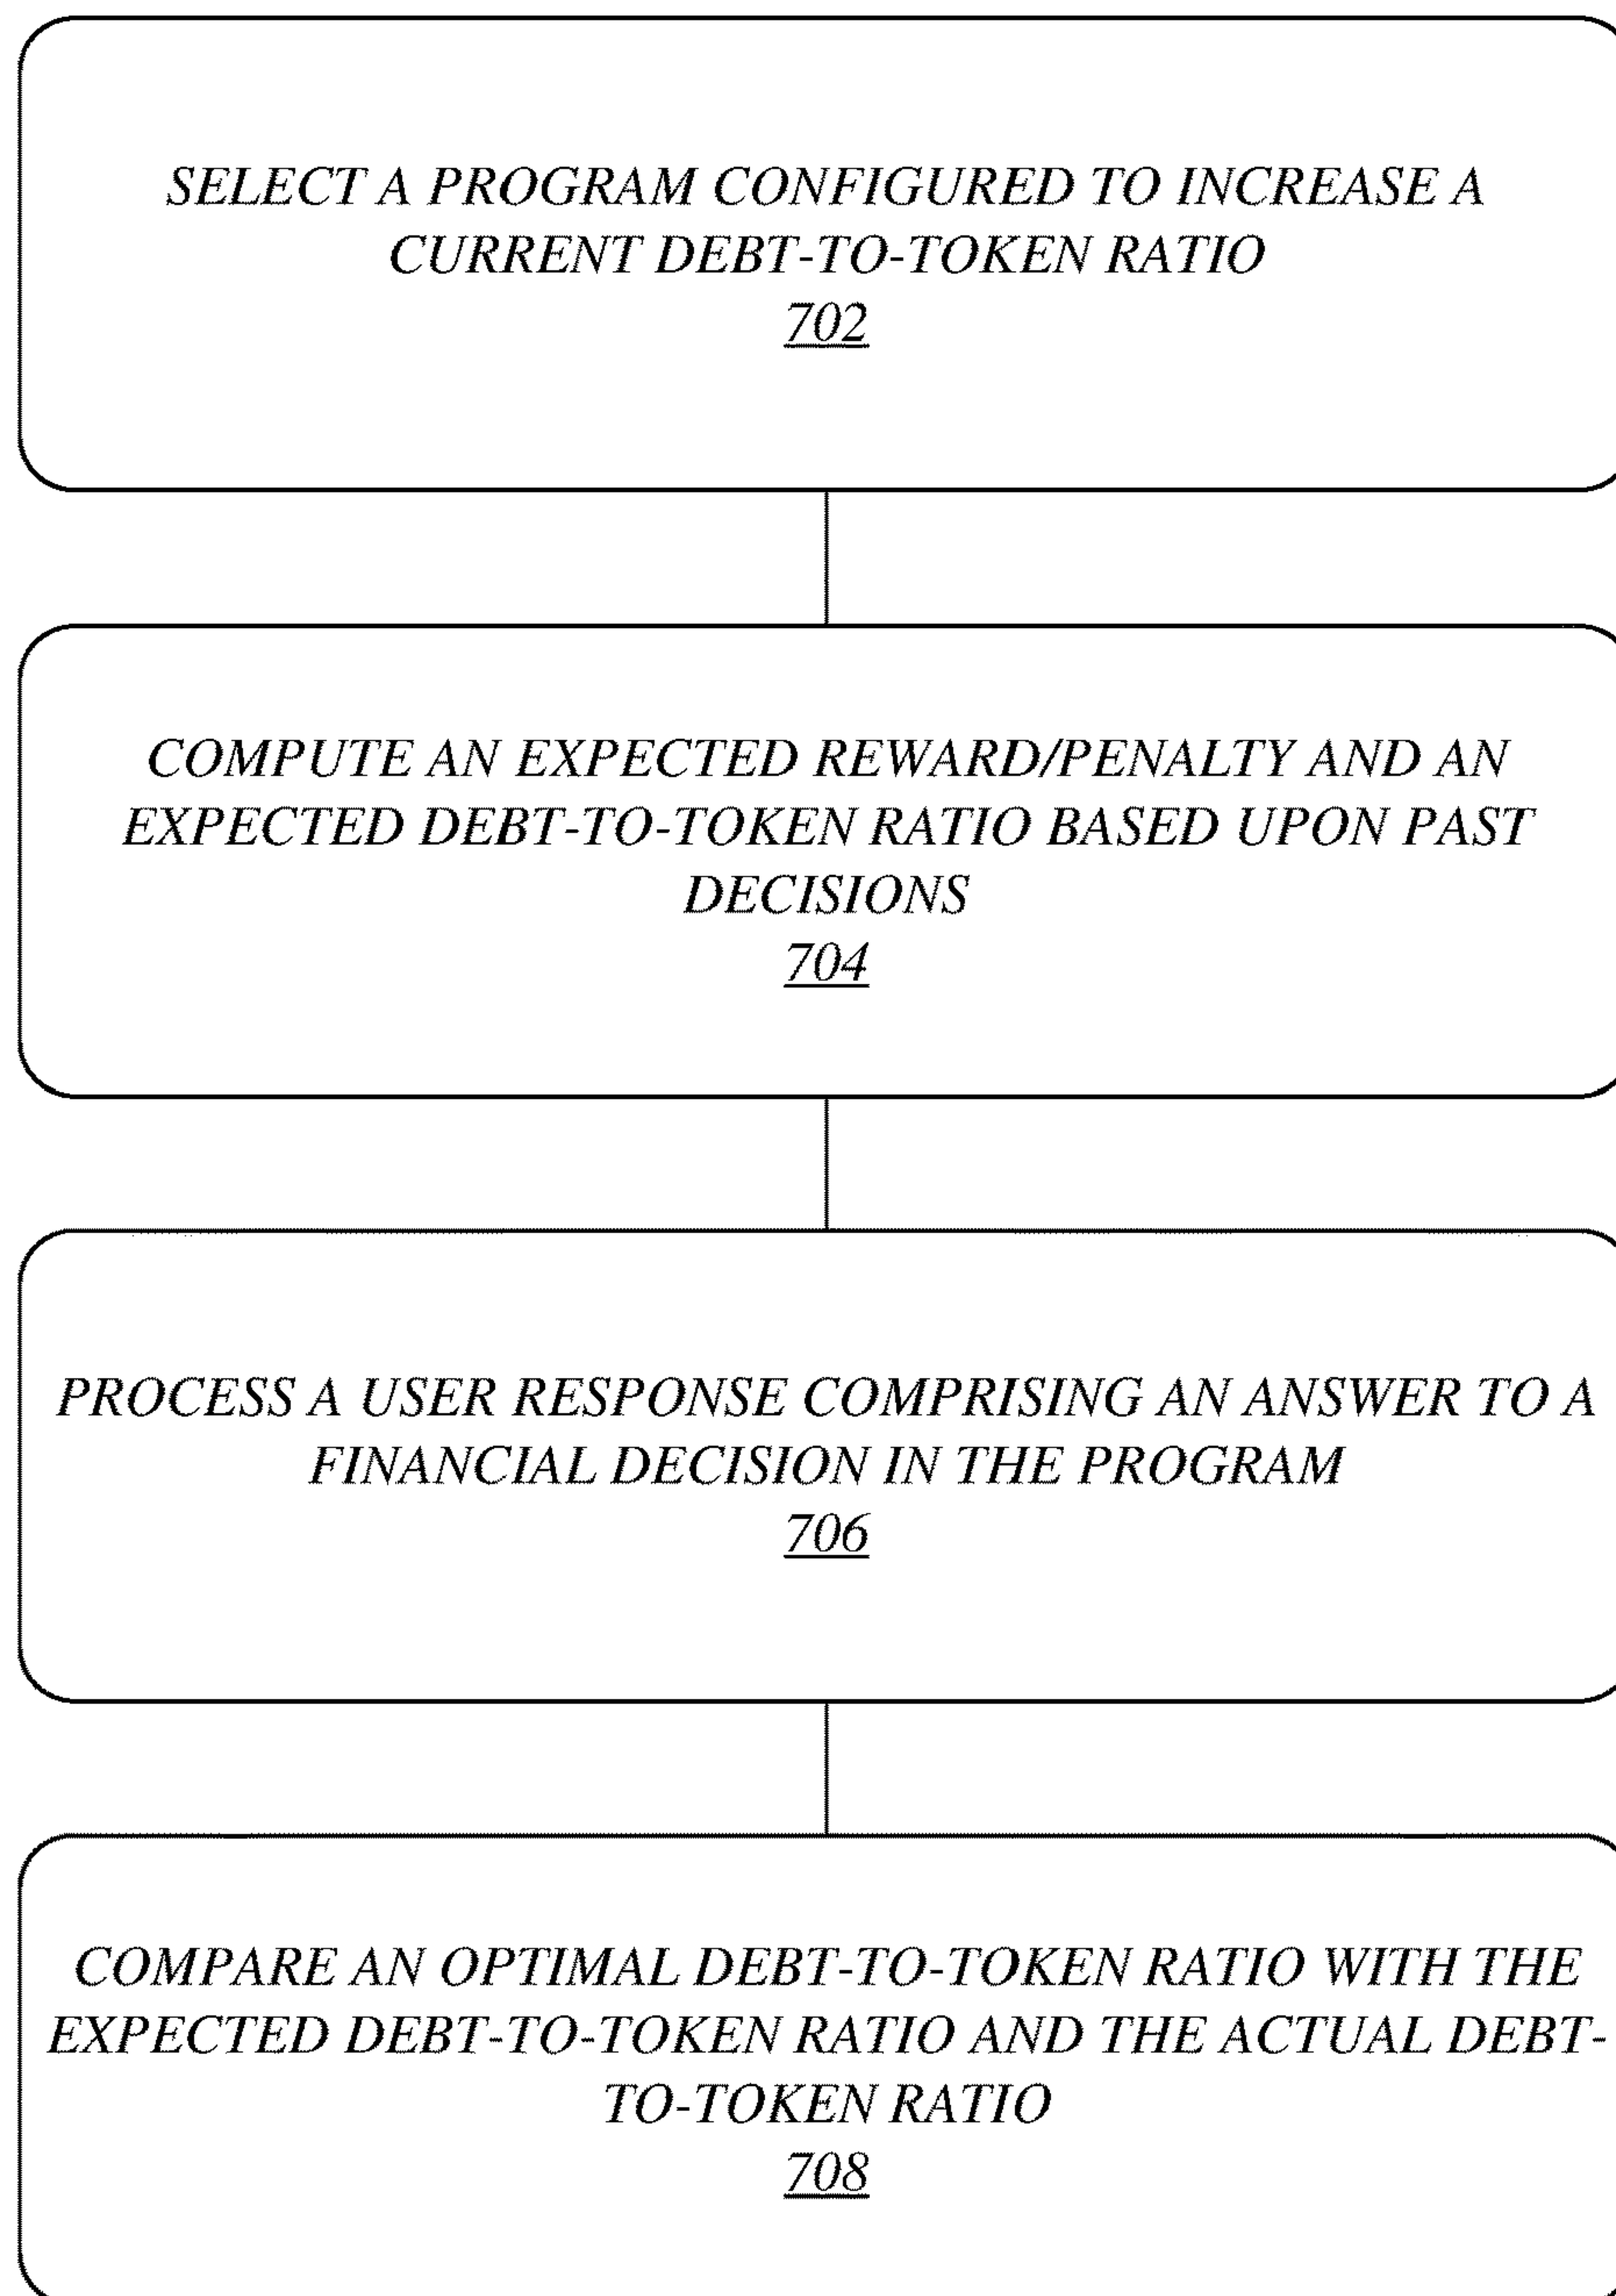 SELECT A PROGRAM CONFIGURED TO INCREASE A
CURRENT DEBT-TO-TOKEN RATIO
702
COMPUTE AN EXPECTED REWARD/PENALTY AND AN
EXPECTED DEBT-TO-TOKEN RATIO BASED UPON PAST
DECISIONS
704
PROCESS A USER RESPONSE COMPRISING AN ANSWER TO A
FINANCIAL DECISION IN THE PROGRAM
706
COMPARE AN OPTIMAL DEBT-TO-TOKEN RATIO WITH THE
EXPECTED DEBT-TO-TOKEN RATIO AND THE ACTUAL DEBT-
TO-TOKEN RATIO
708